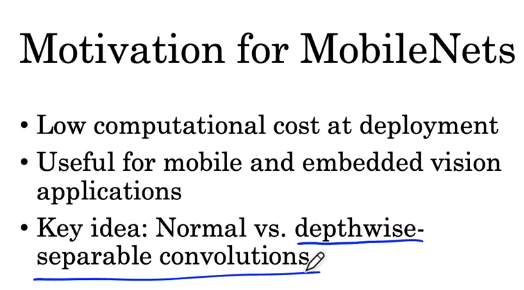 Motivation for MobileNets
• Low computational cost at deployment
• Useful for mobile and embedded vision
applications
• Key idea: Normal vs. depthwise-
separable convolutions